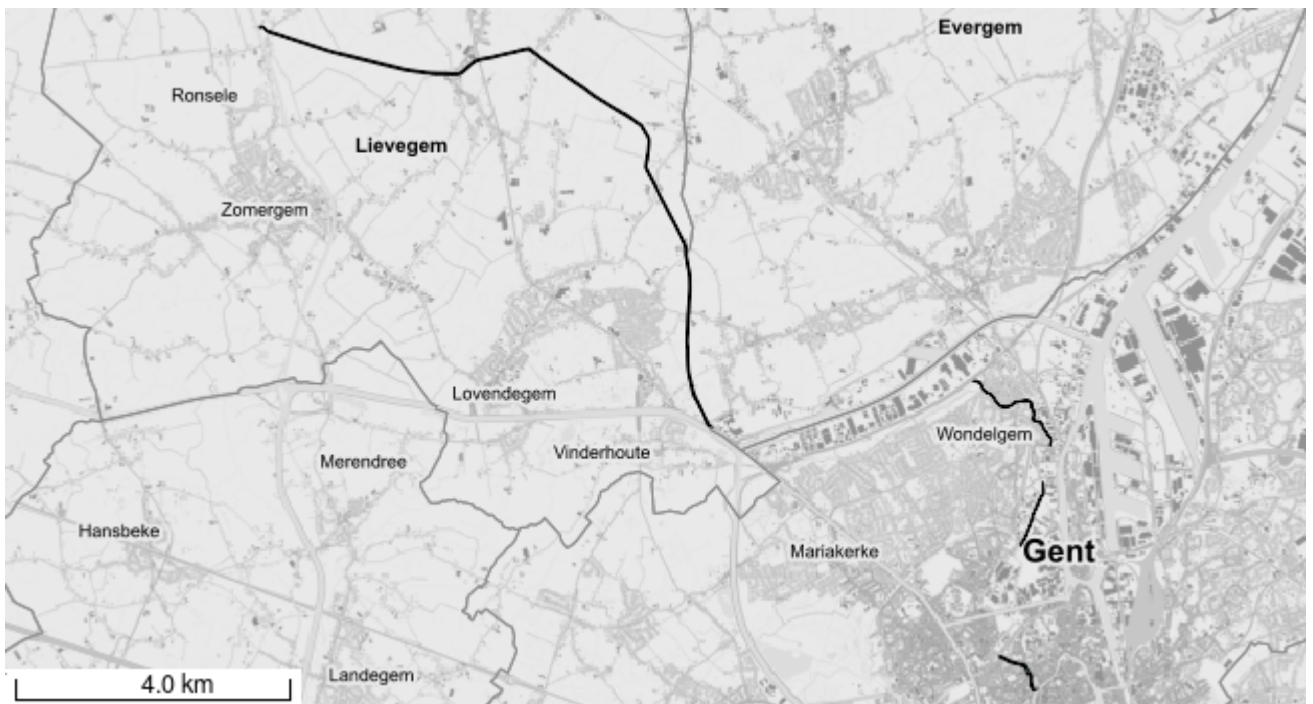 Evergem
Ronsele
Lievegem
Zomergem
Lovendegem
Wondelgem
Vinderhoute
Merendree
Hansbeke
Mariakerke
Gent
Landegem
4.0 km